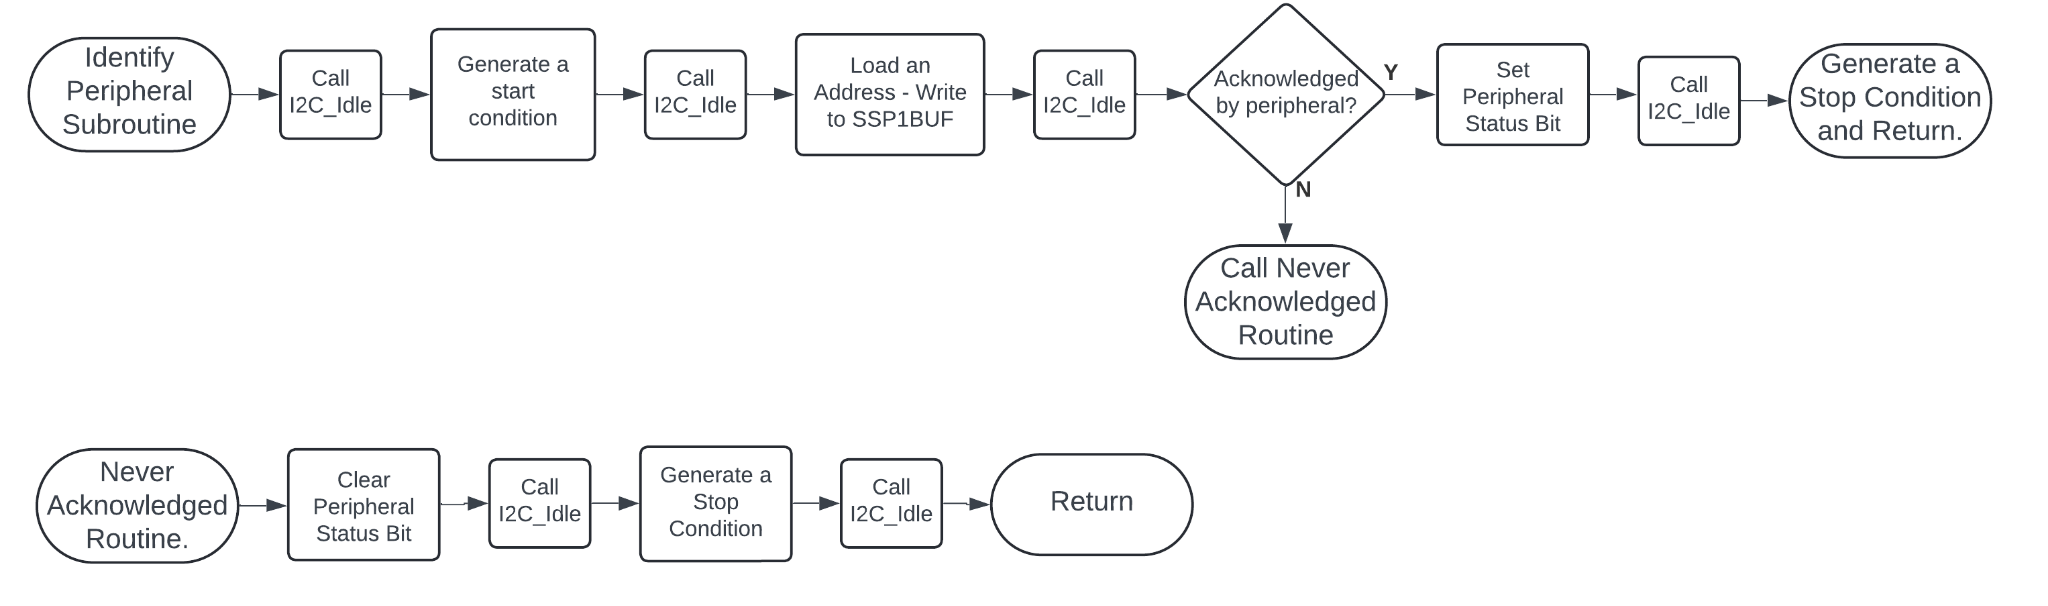 Identify
Peripheral
Subroutine
Call
I2C_Idle
Generate a
start
condition
Call
I2C_Idle
Load an
Address - Write
to SSP1BUF
Call
I2C_Idle
Acknowledged
by peripheral?
Y
Set
Peripheral
Status Bit
Call
I2C_Idle
Generate a
Stop Condition
and Return.
N
Call Never
Acknowledged
Routine
Never
Acknowledged
Routine.
Clear
Peripheral
Status Bit
Call
I2C_Idle
Generate a
Stop
Condition
Call
I2C_Idle
Return